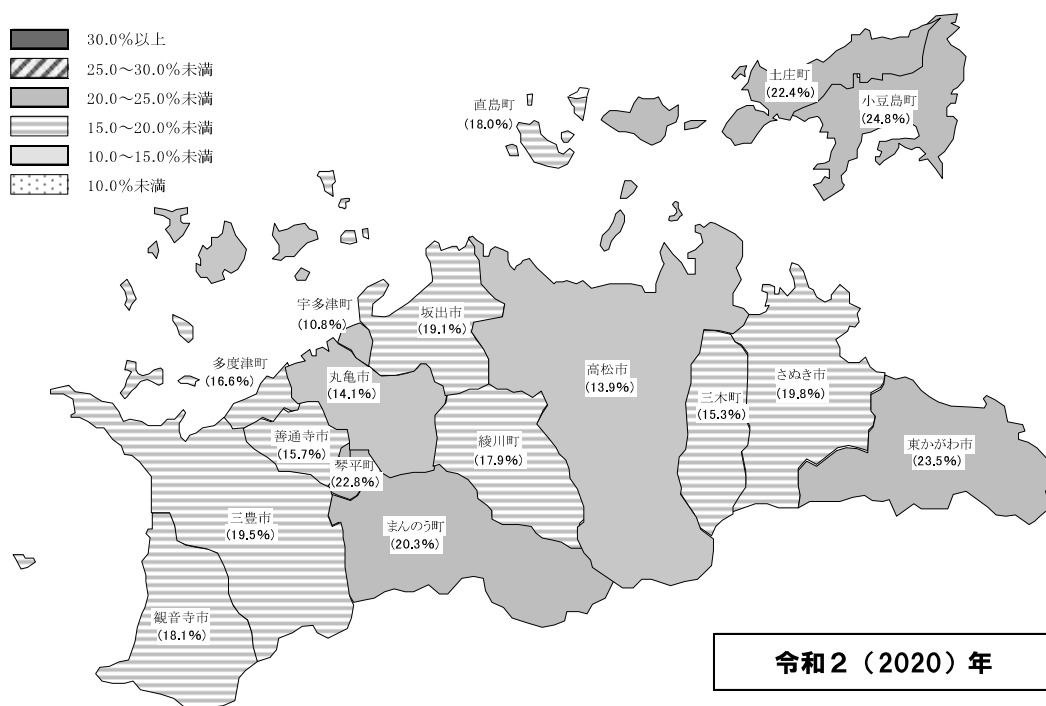 30.0%以上
25.0～30.0%未満
20.0～25.0%未満
15.0～20.0%未満
10.0～15.0%未満
10.0%未満
土庄町
(22.4%)
小豆島町
(24.8%)
直島町
(18.0%)
宇多津町
(10.8%)
坂出市
(19.1%)
多度津町
(16.6%)
丸亀市
(14.1%)
高松市
(13.9%)
三木町
(15.3%)
さぬき市
(19.8%)
善通寺市
(15.7%)
琴平町
(22.8%)
綾川町
(17.9%)
東かがわ市
(23.5%)
三豊市
(19.5%)
まんのう町
(20.3%)
観音寺市
(18.1%)
令和２（2020）年